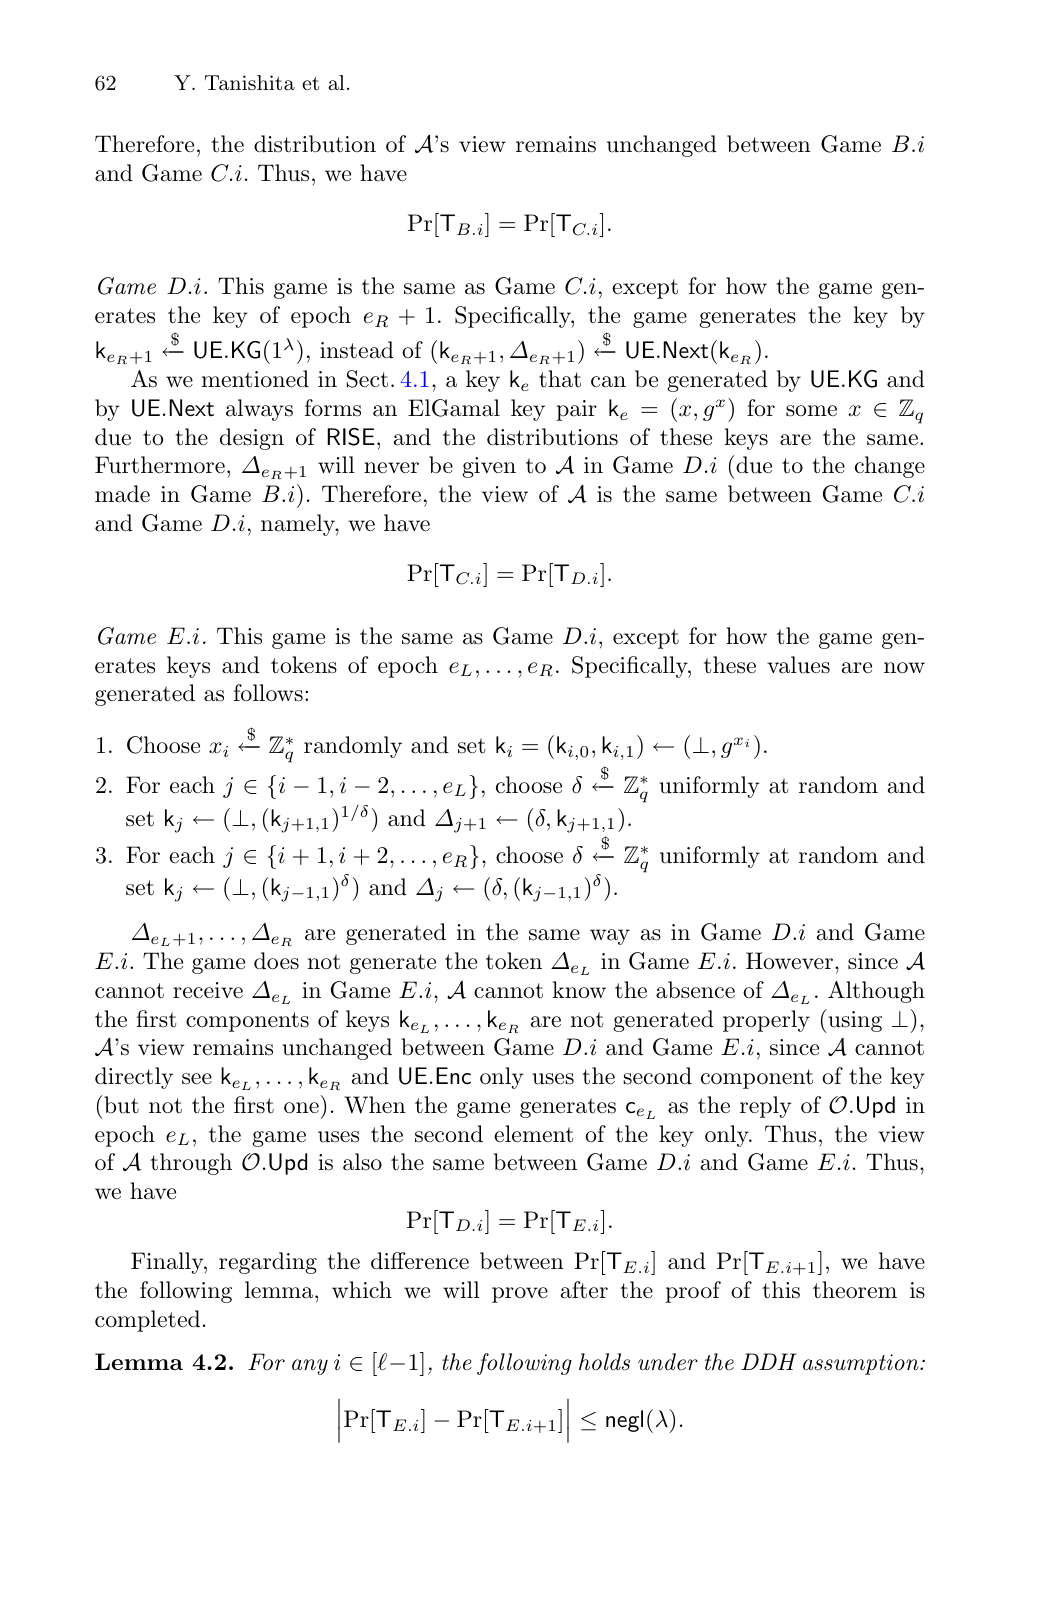 62 Y. Tanishita et al.
Therefore, the distribution of 𝒜's view remains unchanged between Game B.i
and Game C.i. Thus, we have
Pr[T_{B.i}] = Pr[T_{C.i}].
Game D.i. This game is the same as Game C.i, except for how the game gen-
erates the key of epoch e_R + 1. Specifically, the game generates the key by
k_{e_R+1} ←$ UE.KG(1^λ), instead of (k_{e_R+1}, Δ_{e_R+1}) ←$ UE.Next(k_{e_R}).
As we mentioned in Sect. 4.1, a key k_e that can be generated by UE.KG and
by UE.Next always forms an ElGamal key pair k_e = (x, g^x) for some x ∈ ℤ_q
due to the design of RISE, and the distributions of these keys are the same.
Furthermore, Δ_{e_R+1} will never be given to 𝒜 in Game D.i (due to the change
made in Game B.i). Therefore, the view of 𝒜 is the same between Game C.i
and Game D.i, namely, we have
Pr[T_{C.i}] = Pr[T_{D.i}].
Game E.i. This game is the same as Game D.i, except for how the game gen-
erates keys and tokens of epoch e_L, . . . , e_R. Specifically, these values are now
generated as follows:
1. Choose x_i ←$ ℤ_q^* randomly and set k_i = (k_{i,0}, k_{i,1}) ← (⊥, g^{x_i}).
2. For each j ∈ {i − 1, i − 2, . . . , e_L}, choose δ ←$ ℤ_q^* uniformly at random and
set k_j ← (⊥, (k_{j+1,1})^{1/δ}) and Δ_{j+1} ← (δ, k_{j+1,1}).
3. For each j ∈ {i + 1, i + 2, . . . , e_R}, choose δ ←$ ℤ_q^* uniformly at random and
set k_j ← (⊥, (k_{j−1,1})^δ) and Δ_j ← (δ, (k_{j−1,1})^δ).
Δ_{e_L+1}, . . . , Δ_{e_R} are generated in the same way as in Game D.i and Game
E.i. The game does not generate the token Δ_{e_L} in Game E.i. However, since 𝒜
cannot receive Δ_{e_L} in Game E.i, 𝒜 cannot know the absence of Δ_{e_L}. Although
the first components of keys k_{e_L}, . . . , k_{e_R} are not generated properly (using ⊥),
𝒜's view remains unchanged between Game D.i and Game E.i, since 𝒜 cannot
directly see k_{e_L}, . . . , k_{e_R} and UE.Enc only uses the second component of the key
(but not the first one). When the game generates c_{e_L} as the reply of 𝒪.Upd in
epoch e_L, the game uses the second element of the key only. Thus, the view
of 𝒜 through 𝒪.Upd is also the same between Game D.i and Game E.i. Thus,
we have
Pr[T_{D.i}] = Pr[T_{E.i}].
Finally, regarding the difference between Pr[T_{E.i}] and Pr[T_{E.i+1}], we have
the following lemma, which we will prove after the proof of this theorem is
completed.
Lemma 4.2. For any i ∈ [ℓ−1], the following holds under the DDH assumption:
|Pr[T_{E.i}] − Pr[T_{E.i+1}]| ≤ negl(λ).